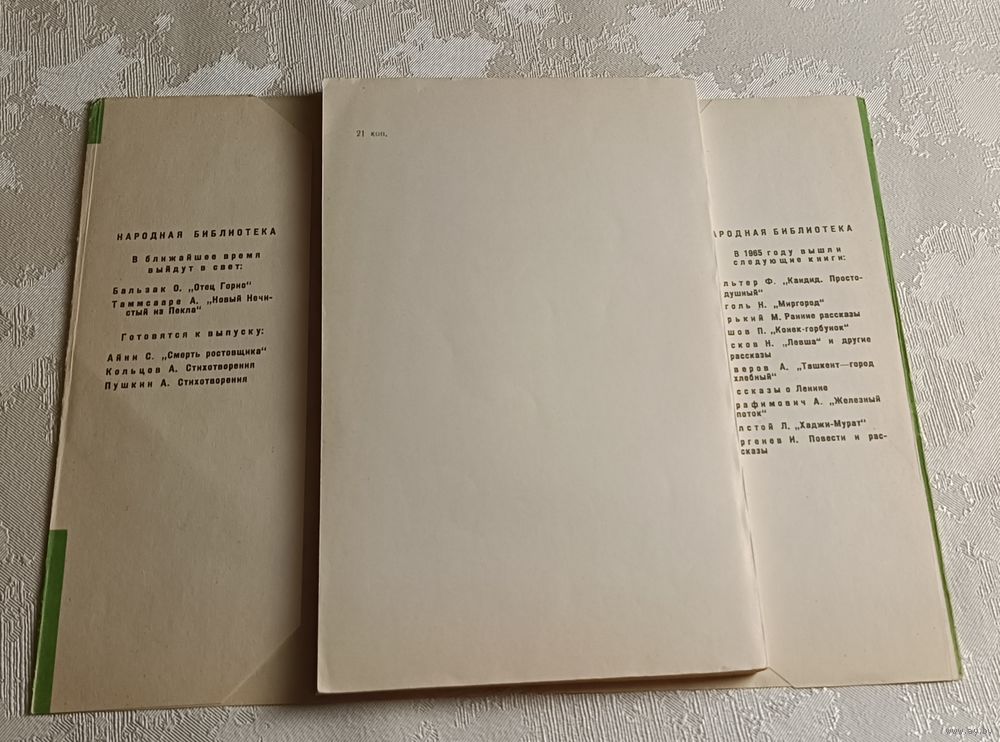 НАРОДНАЯ БИБЛИОТЕКА
В ближайшее время
выйдут в свет:
Бальзак О. „Отец Горио“
Таммсааре А. „Новый Нечи-
стый из Пекла“
Готовятся к выпуску:
Айни С. „Смерть ростовщика“
Кольцов А. Стихотворения
Пушкин А. Стихотворения
21 коп.
АРОДНАЯ БИБЛИОТЕКА
В 1965 году вышли
следующие книги:
льтер Ф. „Кандид. Просто-
душный“
голь Н. „Миргород“
рький М. Ранние рассказы
шов П. „Конек-горбунок“
сков Н. „Левша“ и другие
рассказы
веров А. „Ташкент—город
хлебный“
ссказы о Ленине
рафимович А. „Железный
поток“
лстой Л. „Хаджи-Мурат“
ргенев И. Повести и рас-
сказы
www.ay.by